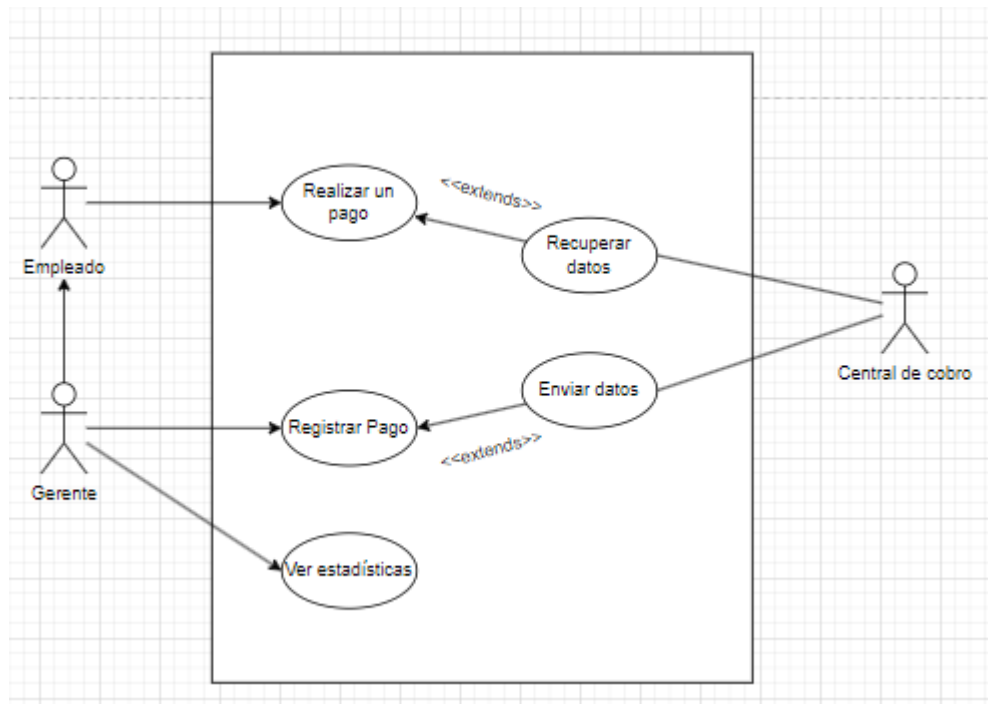 Realizar un
pago
<<extends>>
Recuperar
datos
Empleado
Central de cobro
Enviar datos
Registrar Pago
<<extends>>
Gerente
Ver estadísticas